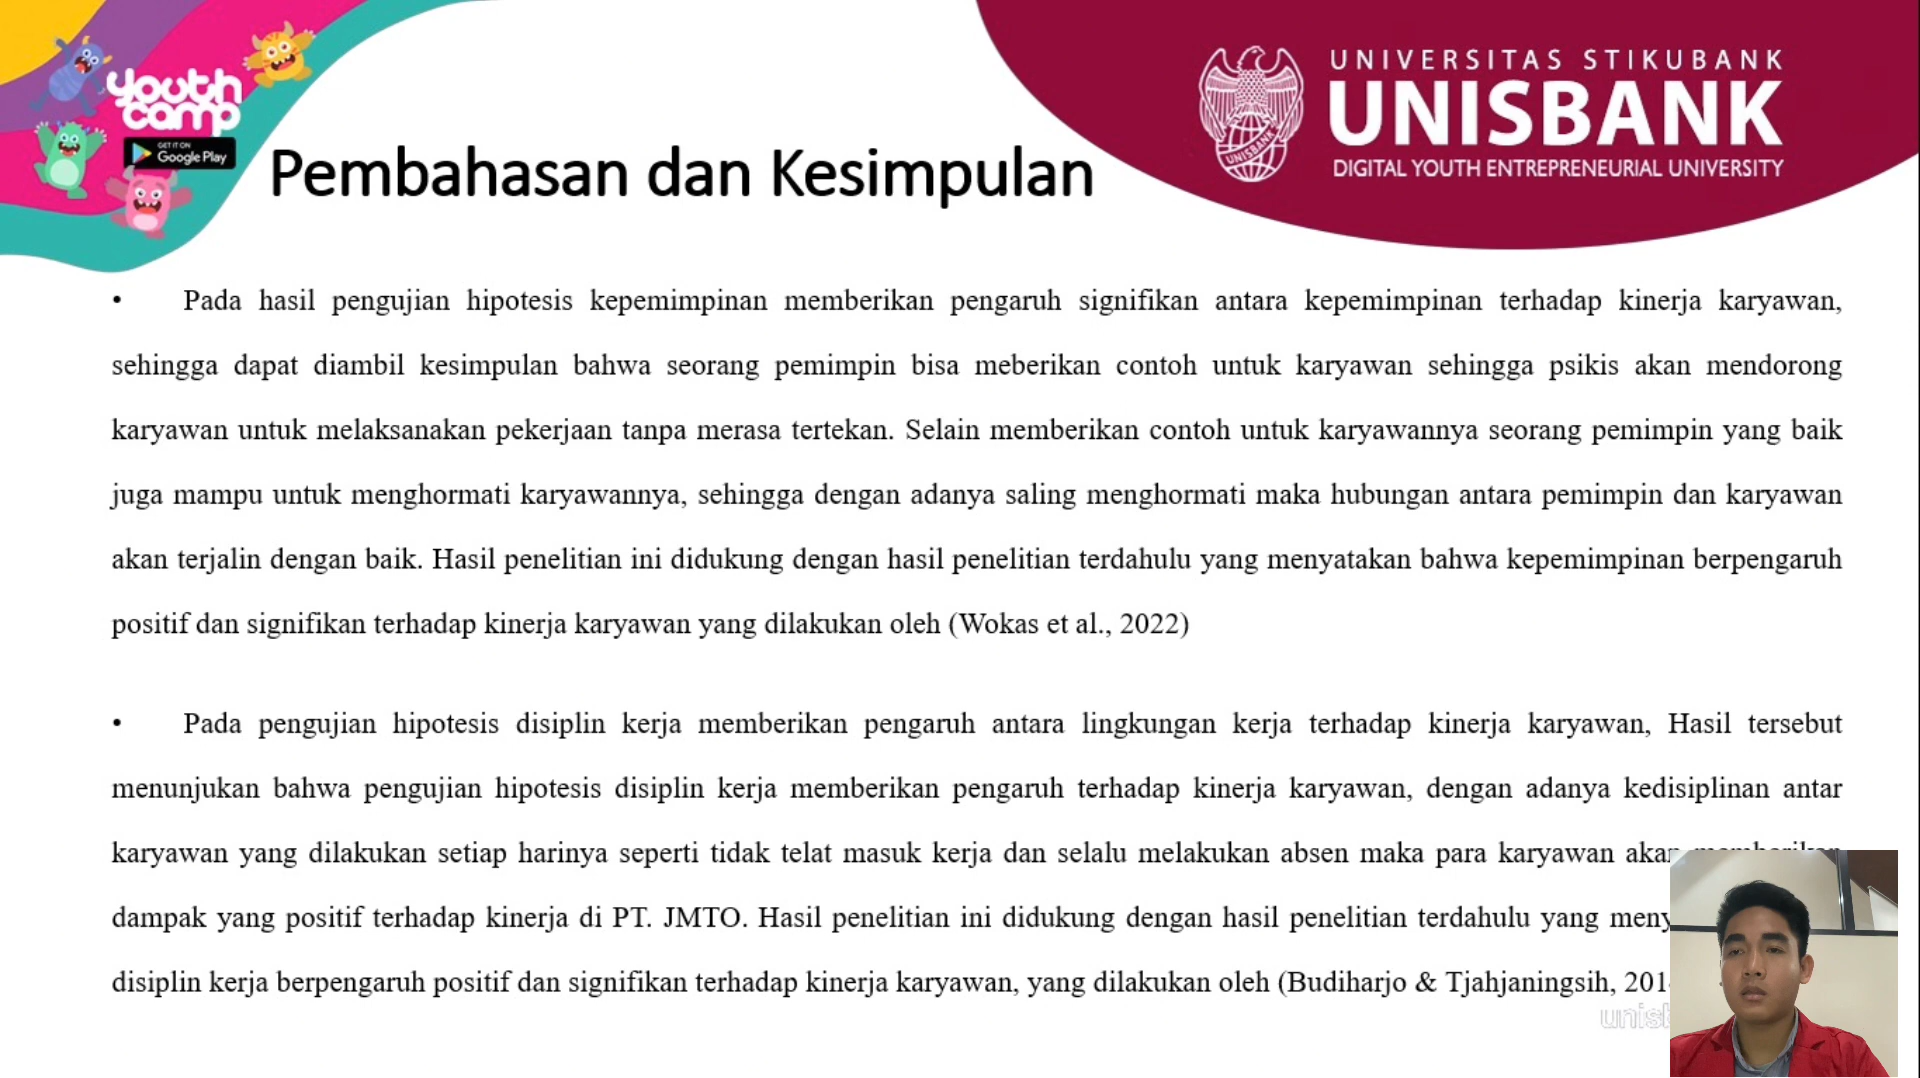 youth
camp
GET IT ON
Google Play
UNIVERSITAS STIKUBANK
UNISBANK
DIGITAL YOUTH ENTREPRENEURIAL UNIVERSITY
UNISBANK
Pembahasan dan Kesimpulan
• Pada hasil pengujian hipotesis kepemimpinan memberikan pengaruh signifikan antara kepemimpinan terhadap kinerja karyawan,
sehingga dapat diambil kesimpulan bahwa seorang pemimpin bisa meberikan contoh untuk karyawan sehingga psikis akan mendorong
karyawan untuk melaksanakan pekerjaan tanpa merasa tertekan. Selain memberikan contoh untuk karyawannya seorang pemimpin yang baik
juga mampu untuk menghormati karyawannya, sehingga dengan adanya saling menghormati maka hubungan antara pemimpin dan karyawan
akan terjalin dengan baik. Hasil penelitian ini didukung dengan hasil penelitian terdahulu yang menyatakan bahwa kepemimpinan berpengaruh
positif dan signifikan terhadap kinerja karyawan yang dilakukan oleh (Wokas et al., 2022)
• Pada pengujian hipotesis disiplin kerja memberikan pengaruh antara lingkungan kerja terhadap kinerja karyawan, Hasil tersebut
menunjukan bahwa pengujian hipotesis disiplin kerja memberikan pengaruh terhadap kinerja karyawan, dengan adanya kedisiplinan antar
karyawan yang dilakukan setiap harinya seperti tidak telat masuk kerja dan selalu melakukan absen maka para karyawan akan
dampak yang positif terhadap kinerja di PT. JMTO. Hasil penelitian ini didukung dengan hasil penelitian terdahulu yang
disiplin kerja berpengaruh positif dan signifikan terhadap kinerja karyawan, yang dilakukan oleh (Budiharjo & Tjahjaningsih,